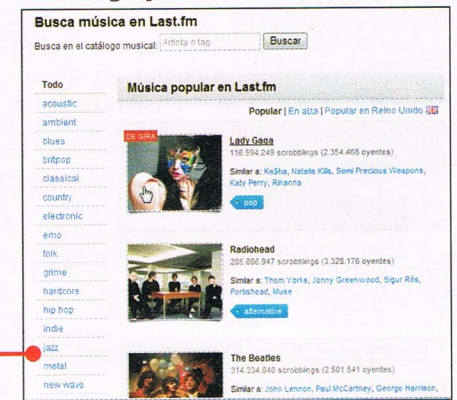 Busca música en Last.fm
Busca en el catálogo musical: Artista o tag Buscar
Todo
acoustic
ambient
blues
britpop
classical
country
electronic
emo
folk
grime
hardcore
hip hop
indie
jazz
metal
new wave
Música popular en Last.fm
Popular | En alza | Popular en Reino Unido
DE GIRA
Lady Gaga
116.594.249 scrobblings (2.354.468 oyentes)
Similar a: Ke$ha, Natalia Kills, Semi Precious Weapons,
Katy Perry, Rihanna
pop
Radiohead
285.866.947 scrobblings (3.328.176 oyentes)
Similar a: Thom Yorke, Jonny Greenwood, Sigur Rós,
Portishead, Muse
alternative
The Beatles
314.334.840 scrobblings (2.501.541 oyentes)
Similar a: John Lennon, Paul McCartney, George Harrison,